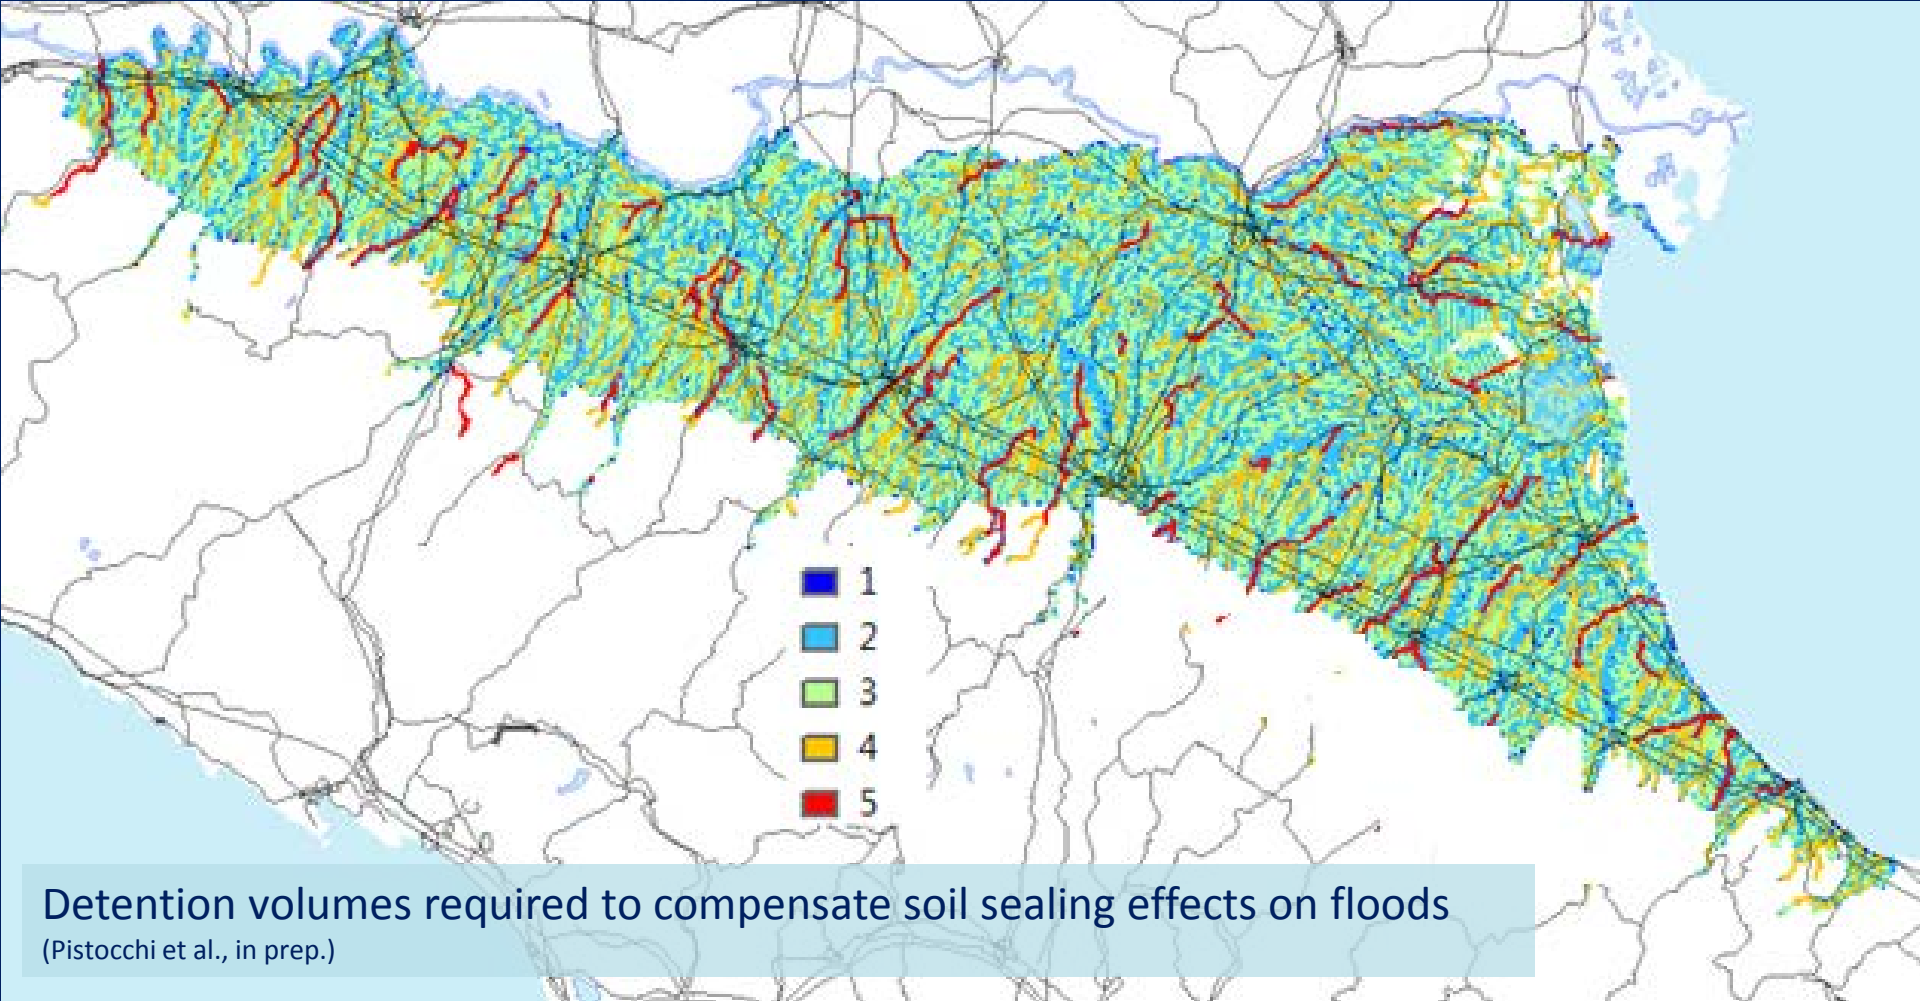 1
2
3
4
5
Detention volumes required to compensate soil sealing effects on floods
(Pistocchi et al., in prep.)